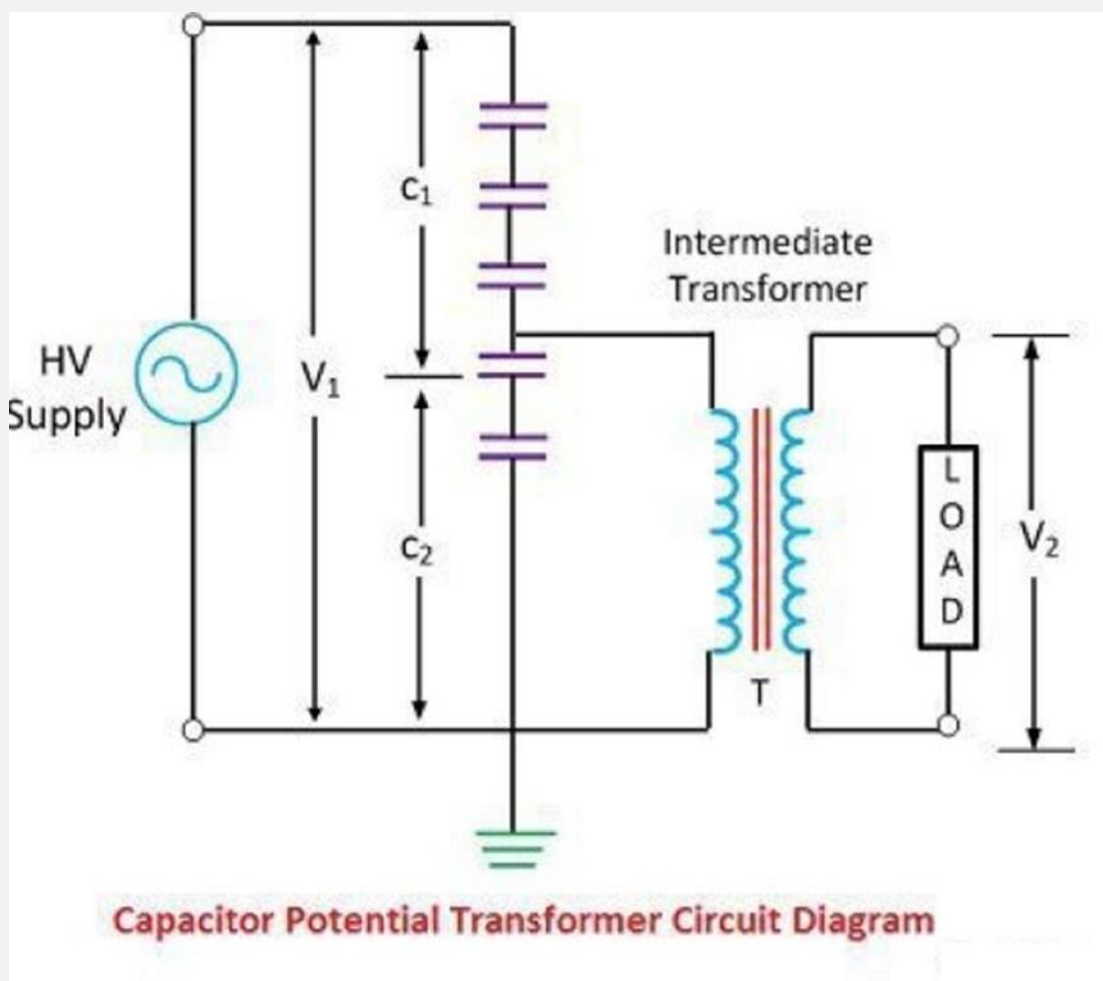 C₁
Intermediate
Transformer
HV
Supply
V₁
L
O
A
D
V₂
C₂
T
Capacitor Potential Transformer Circuit Diagram